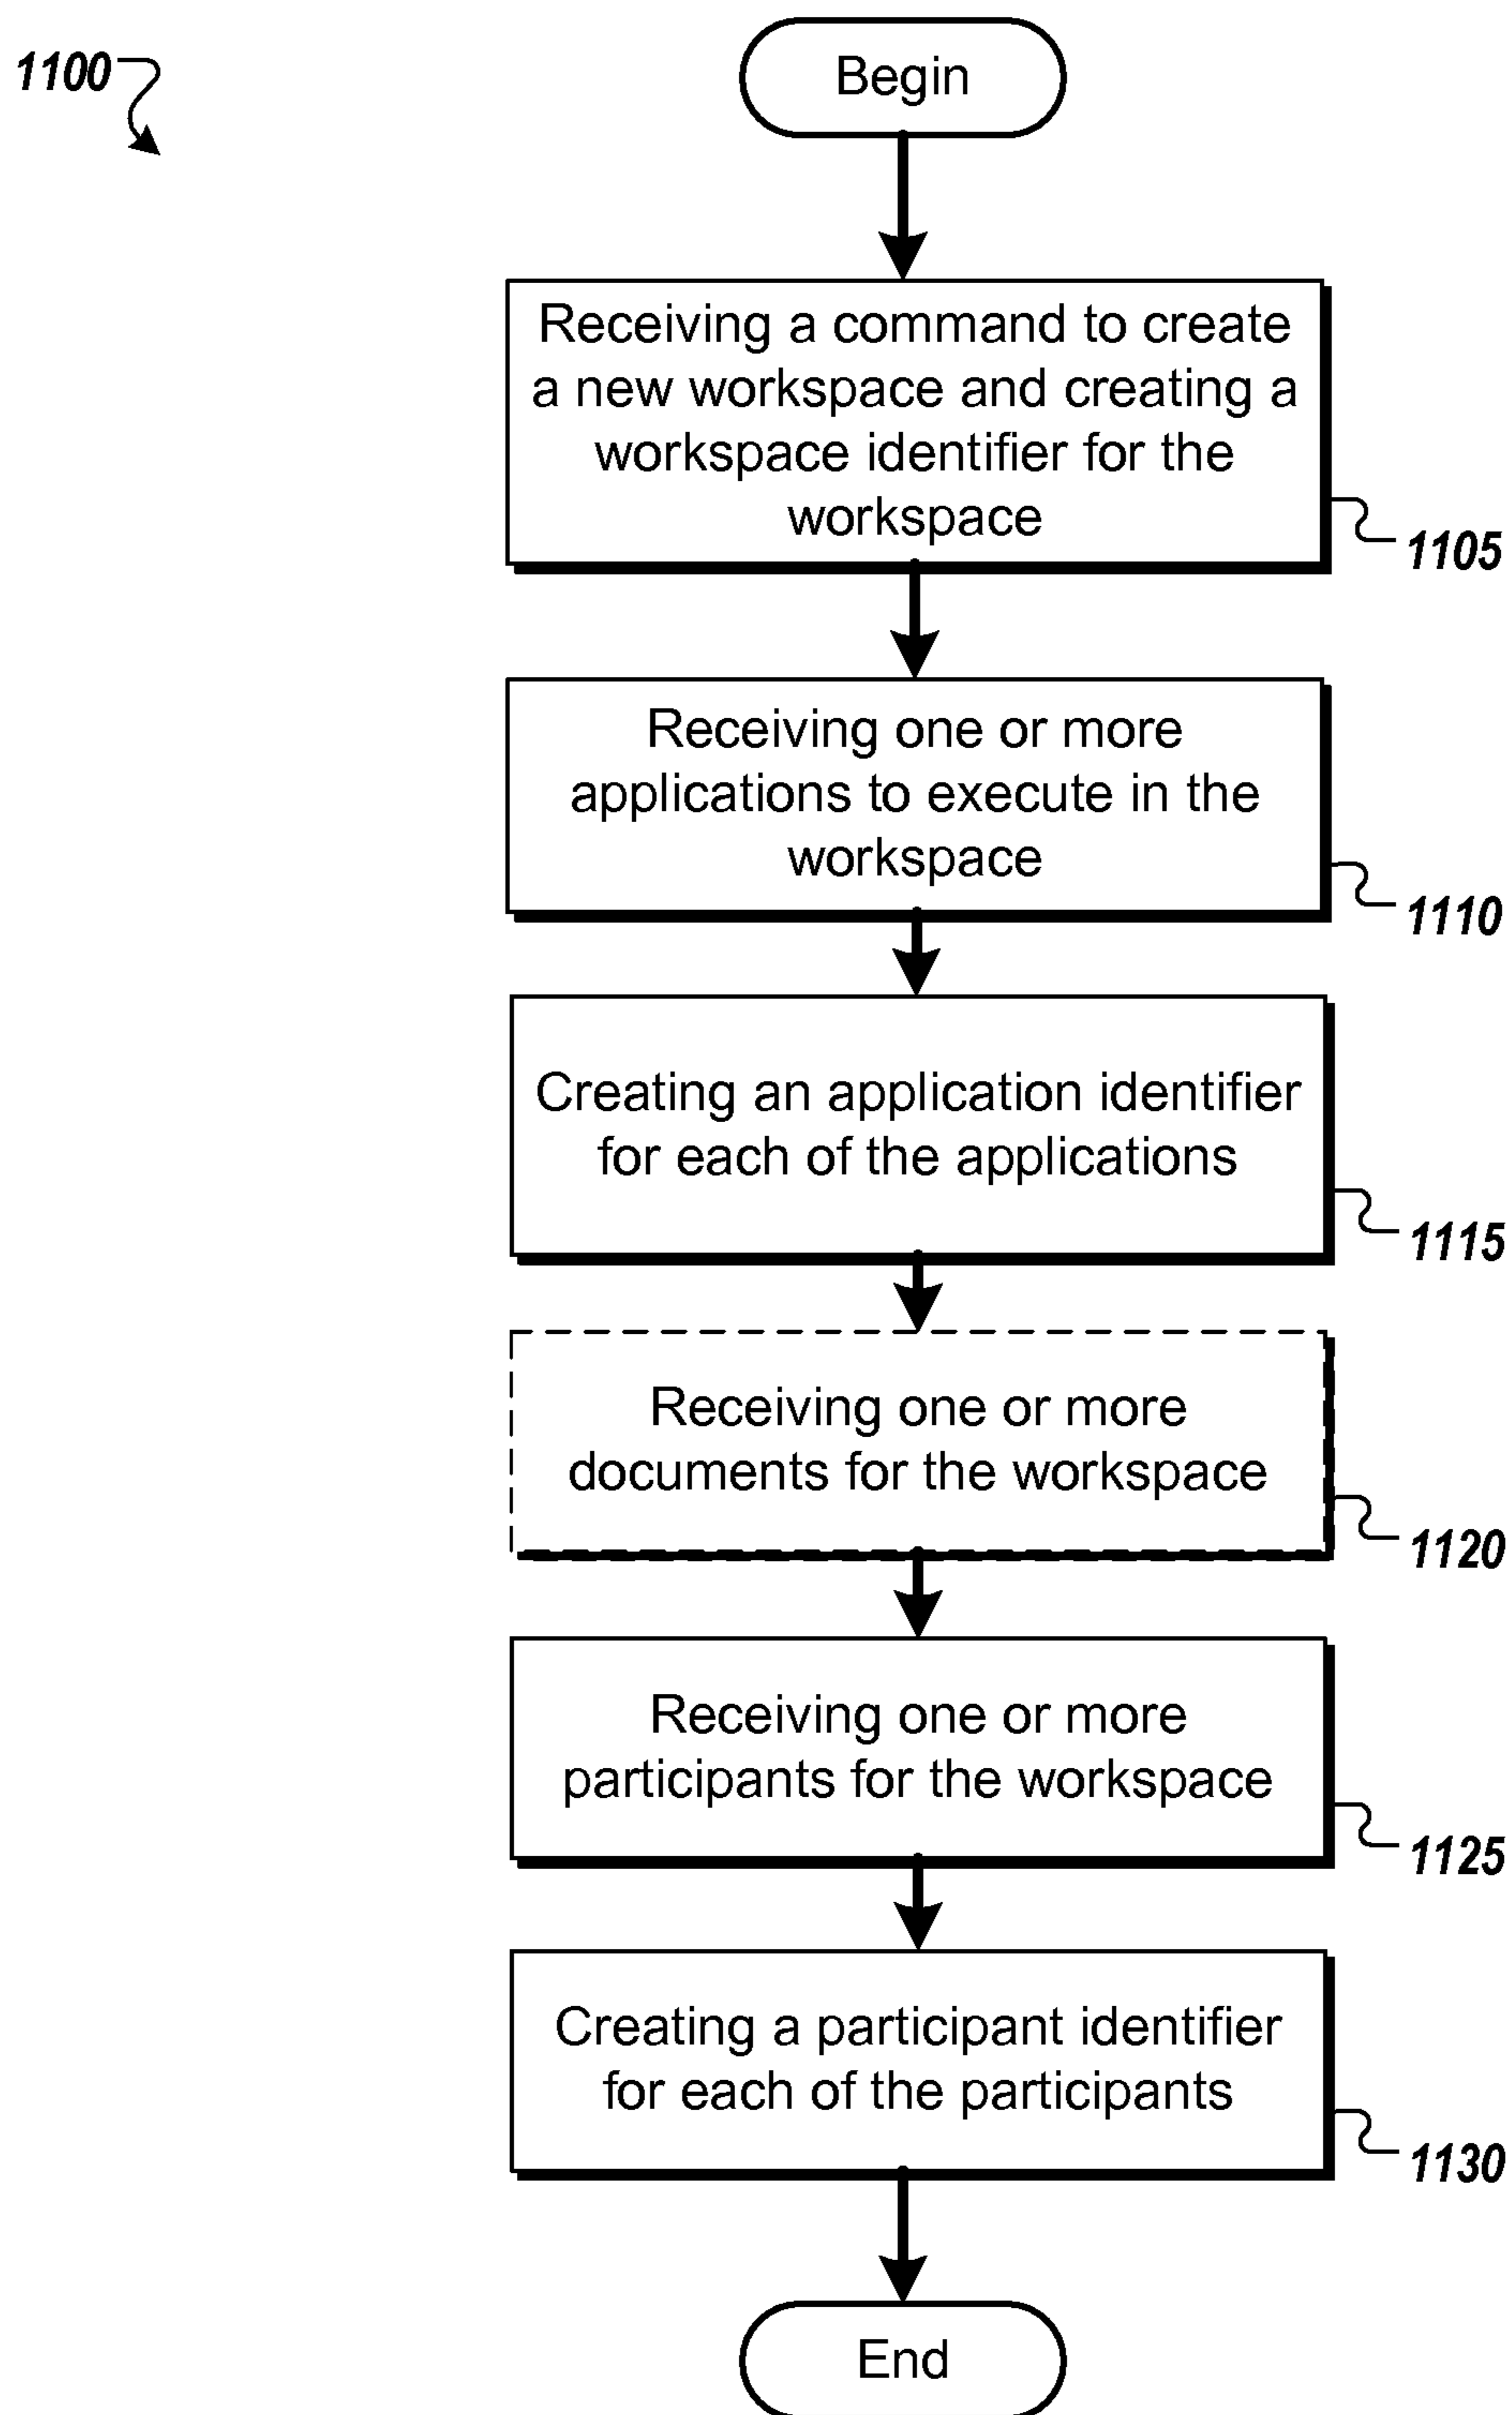 1100
Begin
Receiving a command to create
a new workspace and creating a
workspace identifier for the
workspace
1105
Receiving one or more
applications to execute in the
workspace
1110
Creating an application identifier
for each of the applications
1115
Receiving one or more
documents for the workspace
1120
Receiving one or more
participants for the workspace
1125
Creating a participant identifier
for each of the participants
1130
End